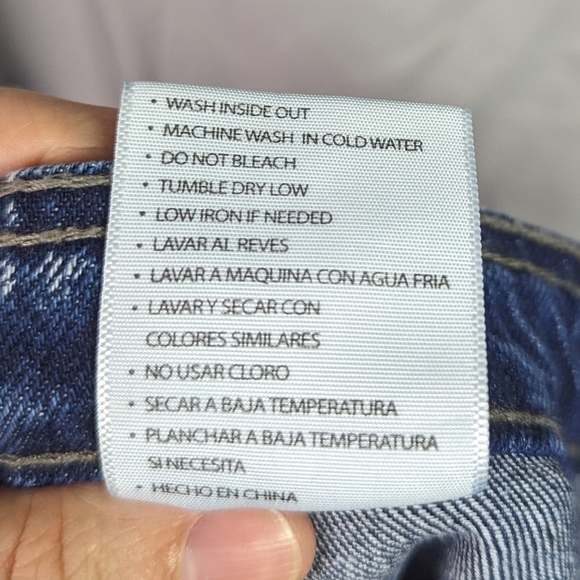 • WASH INSIDE OUT
• MACHINE WASH IN COLD WATER
• DO NOT BLEACH
• TUMBLE DRY LOW
• LOW IRON IF NEEDED
• LAVAR AL REVES
• LAVAR A MAQUINA CON AGUA FRIA
• LAVAR Y SECAR CON
COLORES SIMILARES
• NO USAR CLORO
• SECAR A BAJA TEMPERATURA
• PLANCHAR A BAJA TEMPERATURA
SI NECESITA
• HECHO EN CHINA